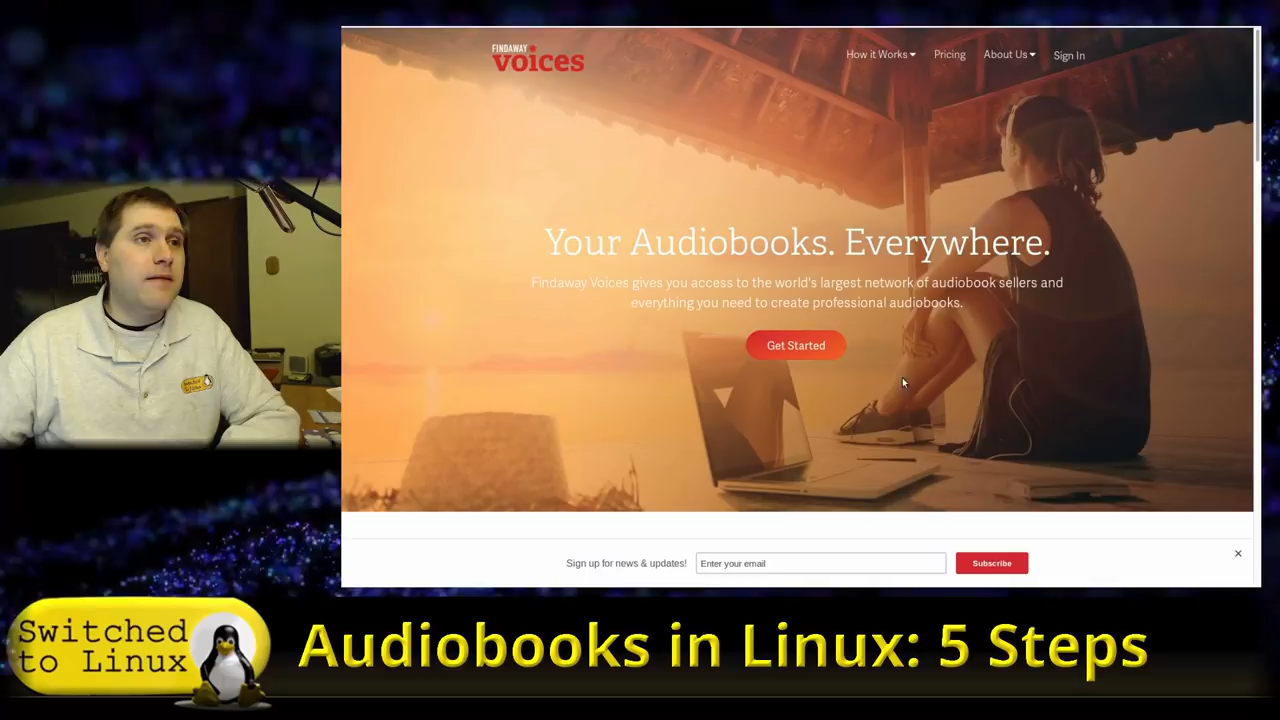 FINDAWAY
voices
How it Works
Pricing
About Us
Sign In
Your Audiobooks. Everywhere.
Findaway Voices gives you access to the world's largest network of audiobook sellers and
everything you need to create professional audiobooks.
Get Started
Sign up for news & updates!
Enter your email
Subscribe
Switched
to Linux
Audiobooks in Linux: 5 Steps